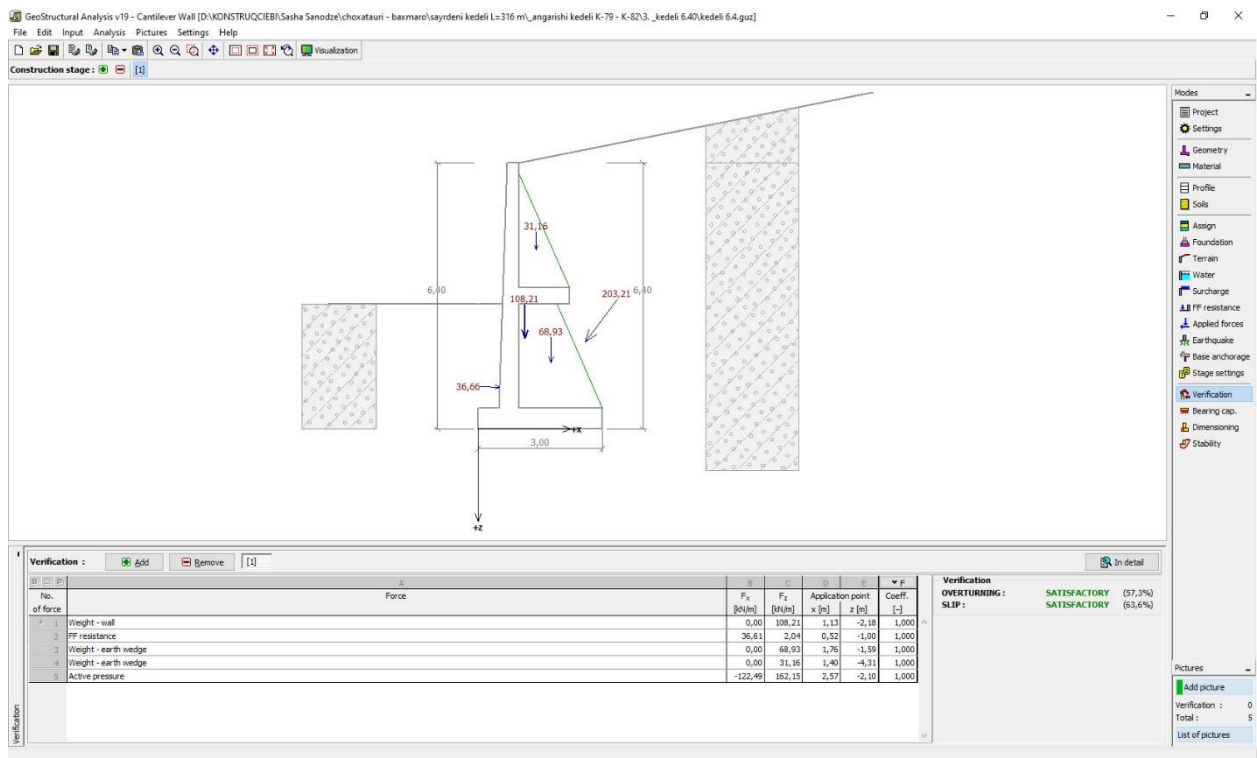 GeoStructural Analysis v19 - Cantilever Wall [D:\KONSTRUQCIEBI\Sasha Sanodze\choxatauri - baxmaro\sayrdeni kedeli L=316 m\_angarishi kedeli K-79 - K-82\3. _kedeli 6.40\kedeli 6.4.guz]
File Edit Input Analysis Pictures Settings Help
Visualization
Construction stage : [1]
31,16
6,40
108,21
203,21
6,40
68,93
36,66
+x
3,00
+z
Modes
Project
Settings
Geometry
Material
Profile
Soils
Assign
Foundation
Terrain
Water
Surcharge
FF resistance
Applied forces
Earthquake
Base anchorage
Stage settings
Verification
Bearing cap.
Dimensioning
Stability
Verification : Add Remove [1] In detail
A B C D E F
No. Force Fx Fz Application point Coeff.
of force [kN/m] [kN/m] x [m] z [m] [-]
1 Weight - wall 0,00 108,21 1,13 -2,18 1,000
2 FF resistance 36,61 2,04 0,52 -1,00 1,000
3 Weight - earth wedge 0,00 68,93 1,76 -1,59 1,000
4 Weight - earth wedge 0,00 31,16 1,40 -4,31 1,000
5 Active pressure -122,49 162,15 2,57 -2,10 1,000
Verification
OVERTURNING : SATISFACTORY (57,3%)
SLIP : SATISFACTORY (63,6%)
Verification
Pictures
Add picture
Verification : 0
Total : 5
List of pictures